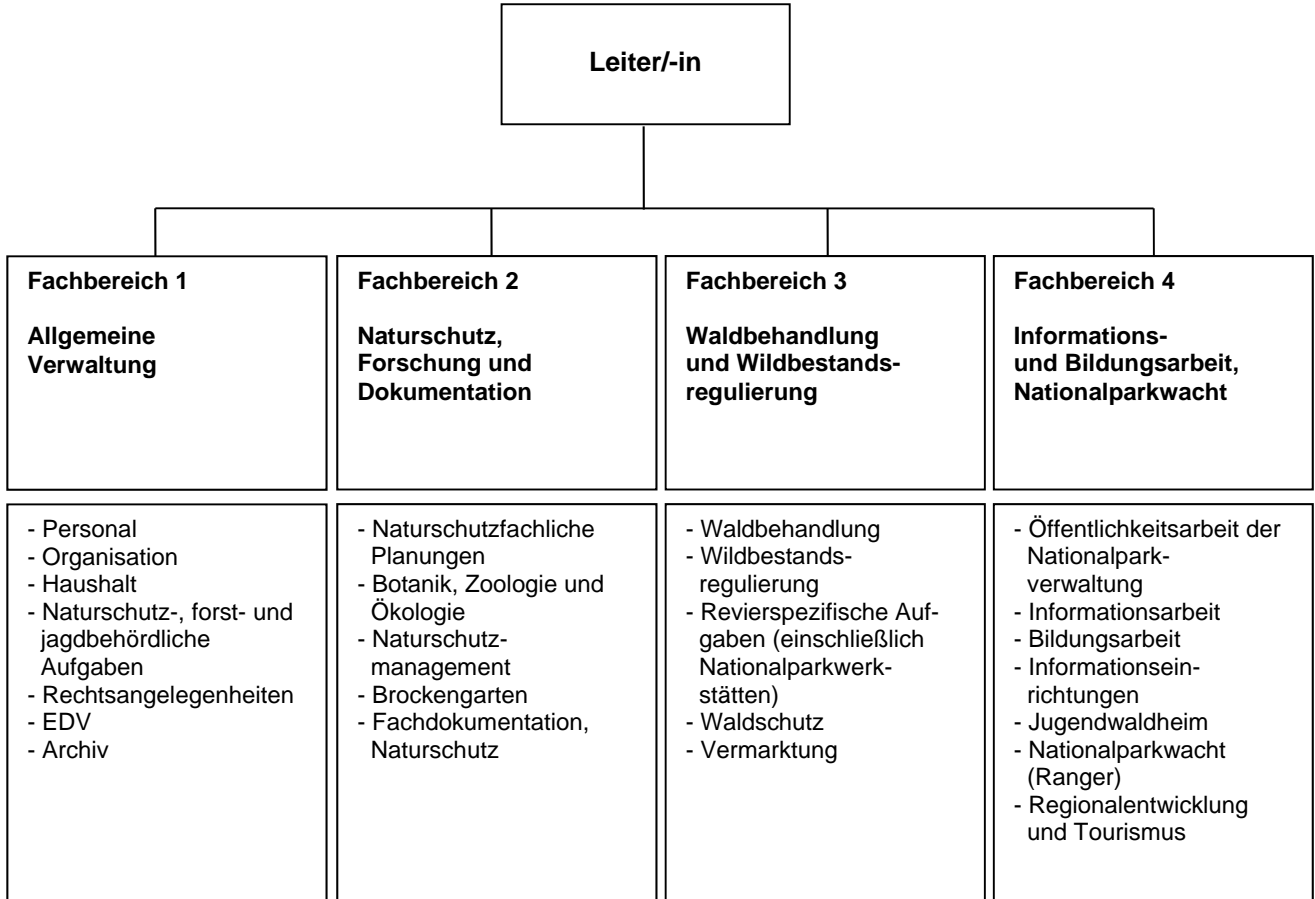 Leiter/-in
Fachbereich 1
Allgemeine
Verwaltung
- Personal
- Organisation
- Haushalt
- Naturschutz-, forst- und
jagdbehördliche
Aufgaben
- Rechtsangelegenheiten
- EDV
- Archiv
Fachbereich 2
Naturschutz,
Forschung und
Dokumentation
- Naturschutzfachliche
Planungen
- Botanik, Zoologie und
Ökologie
- Naturschutz-
management
- Brockengarten
- Fachdokumentation,
Naturschutz
Fachbereich 3
Waldbehandlung
und Wildbestands-
regulierung
- Waldbehandlung
- Wildbestands-
regulierung
- Revierspezifische Auf-
gaben (einschließlich
Nationalparkwerk-
stätten)
- Waldschutz
- Vermarktung
Fachbereich 4
Informations-
und Bildungsarbeit,
Nationalparkwacht
- Öffentlichkeitsarbeit der
Nationalpark-
verwaltung
- Informationsarbeit
- Bildungsarbeit
- Informationsein-
richtungen
- Jugendwaldheim
- Nationalparkwacht
(Ranger)
- Regionalentwicklung
und Tourismus